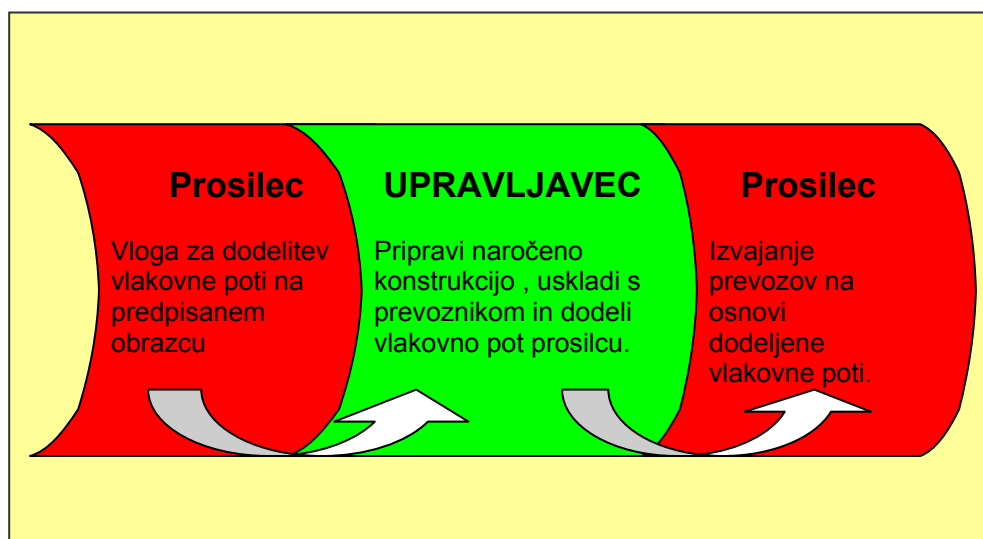 Prosilec
Vloga za dodelitev
vlakovne poti na
predpisanem
obrazcu
UPRAVLJAVEC
Pripravi naročeno
konstrukcijo , uskladi s
prevoznikom in dodeli
vlakovno pot prosilcu.
Prosilec
Izvajanje
prevozov na
osnovi
dodeljene
vlakovne poti.